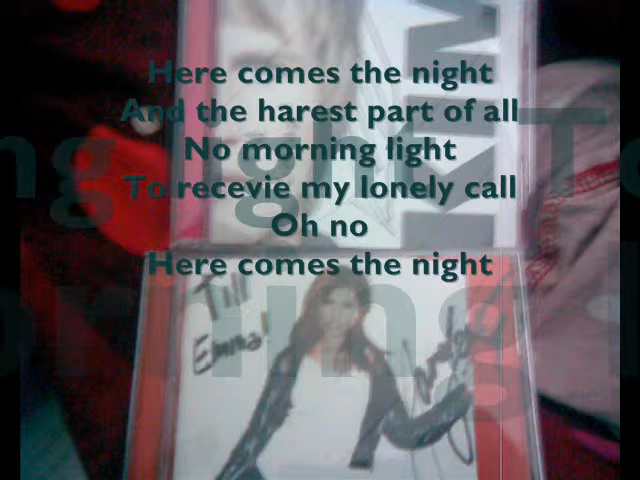 Here comes the night
And the harest part of all
No morning light
To recevie my lonely call
Oh no
Here comes the night
KIM
Till
Emma!